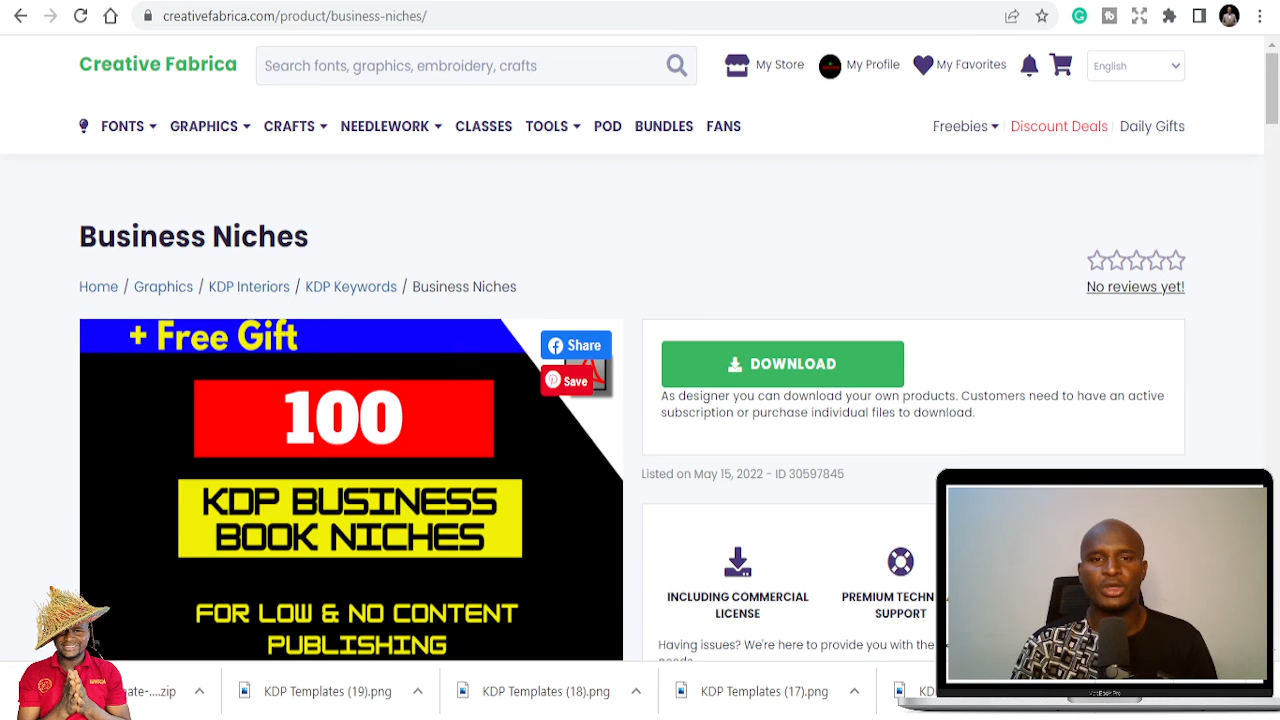 creativefabrica.com/product/business-niches/
Creative Fabrica
Search fonts, graphics, embroidery, crafts
My Store
My Profile
My Favorites
English
FONTS
GRAPHICS
CRAFTS
NEEDLEWORK
CLASSES
TOOLS
POD
BUNDLES
FANS
Freebies
Discount Deals
Daily Gifts
Business Niches
Home / Graphics / KDP Interiors / KDP Keywords / Business Niches
No reviews yet!
+ Free Gift
Share
Save
100
KDP BUSINESS
BOOK NICHES
FOR LOW & NO CONTENT
PUBLISHING
DOWNLOAD
As designer you can download your own products. Customers need to have an active
subscription or purchase individual files to download.
Listed on May 15, 2022 - ID 30597845
INCLUDING COMMERCIAL
LICENSE
PREMIUM TECHN
SUPPORT
Having issues? We're here to provide you with the
ate-....zip
KDP Templates (19).png
KDP Templates (18).png
KDP Templates (17).png
MacBook Pro